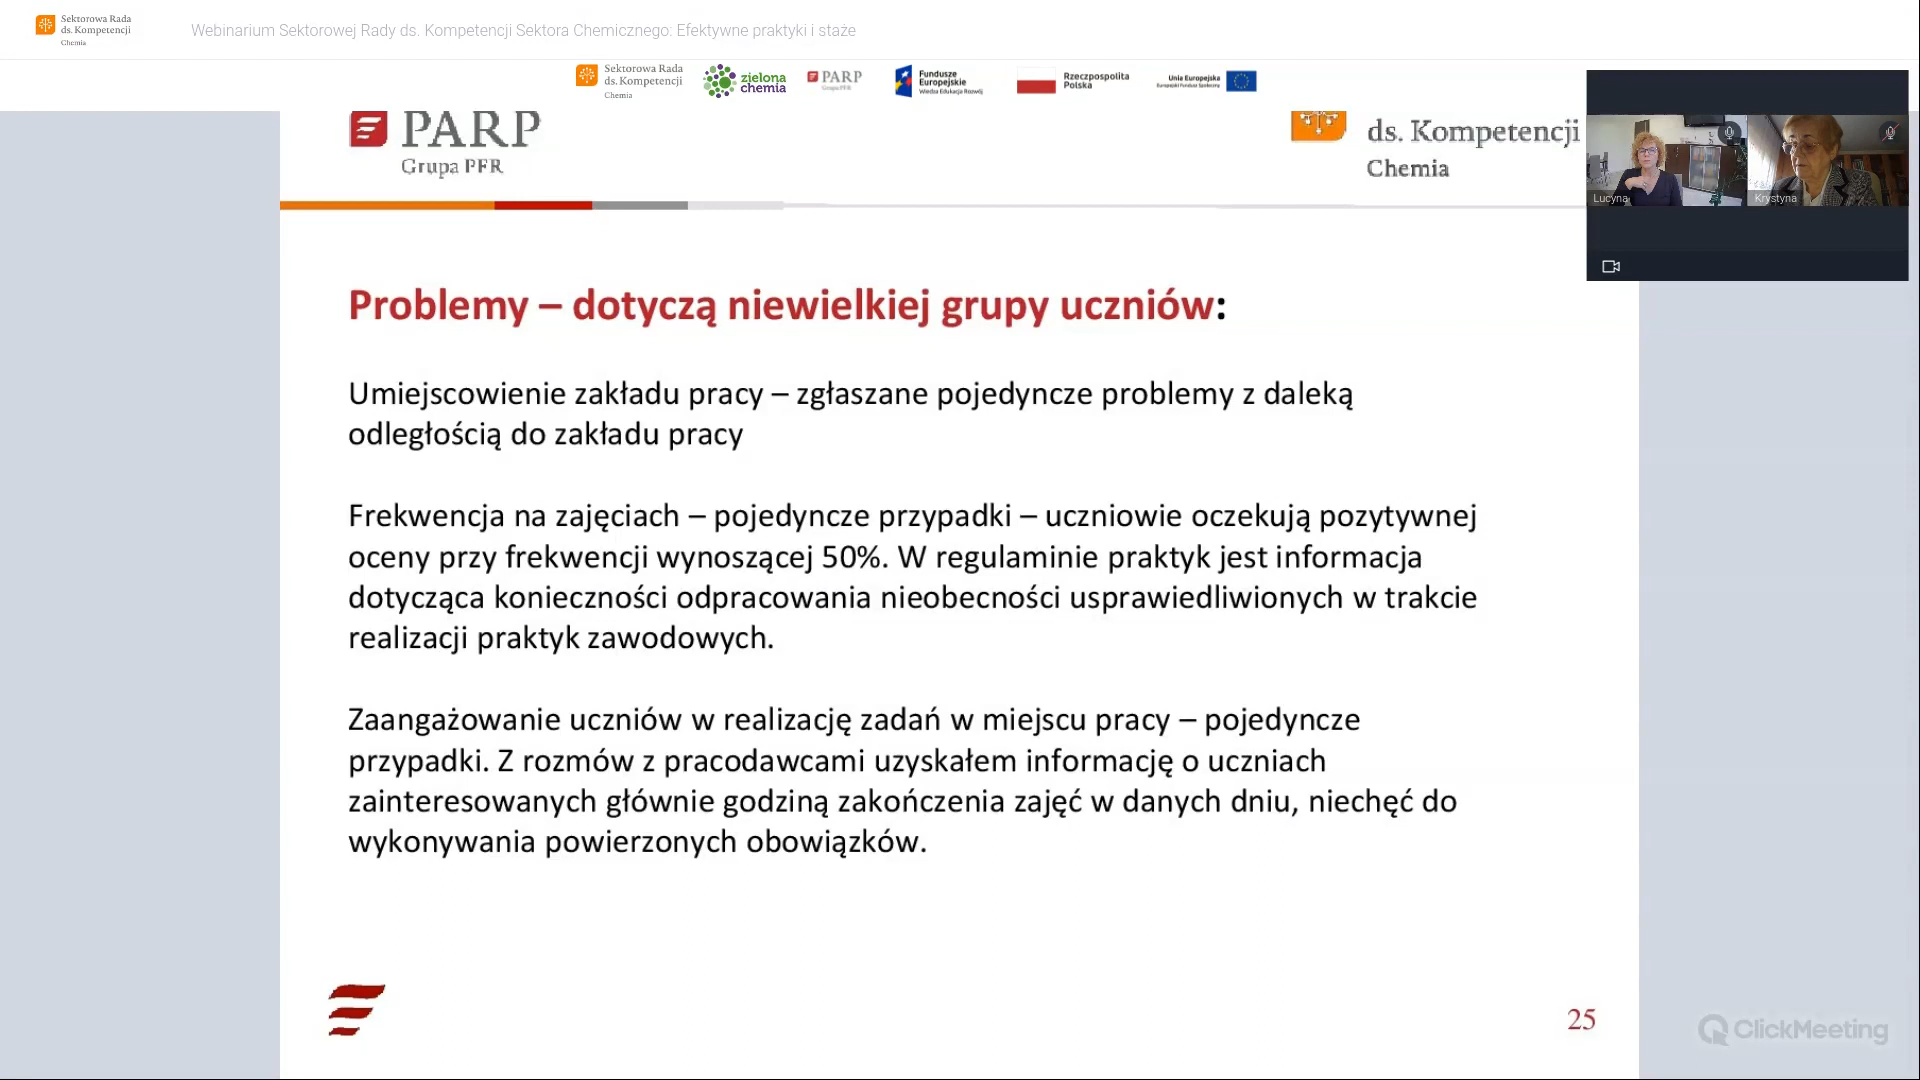 Sektorowa Rada
ds. Kompetencji
Chemia
Webinarium Sektorowej Rady ds. Kompetencji Sektora Chemicznego: Efektywne praktyki i staże
Sektorowa Rada
ds. Kompetencji
Chemia
zielona
chemia
PARP
Grupa PFR
Fundusze
Europejskie
Wiedza Edukacja Rozwój
Rzeczpospolita
Polska
Unia Europejska
Europejski Fundusz Społeczny
PARP
Grupa PFR
ds. Kompetencji
Chemia
Lucyna
Krystyna
Problemy – dotyczą niewielkiej grupy uczniów:
Umiejscowienie zakładu pracy – zgłaszane pojedyncze problemy z daleką
odległością do zakładu pracy
Frekwencja na zajęciach – pojedyncze przypadki – uczniowie oczekują pozytywnej
oceny przy frekwencji wynoszącej 50%. W regulaminie praktyk jest informacja
dotycząca konieczności odpracowania nieobecności usprawiedliwionych w trakcie
realizacji praktyk zawodowych.
Zaangażowanie uczniów w realizację zadań w miejscu pracy – pojedyncze
przypadki. Z rozmów z pracodawcami uzyskałem informację o uczniach
zainteresowanych głównie godziną zakończenia zajęć w danych dniu, niechęć do
wykonywania powierzonych obowiązków.
25
ClickMeeting